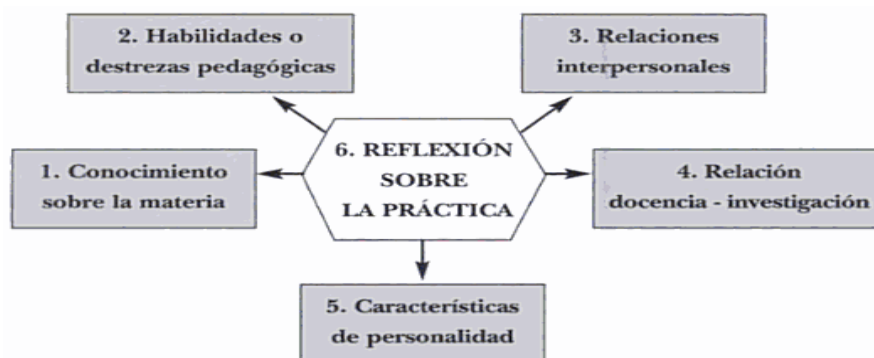 2. Habilidades o
destrezas pedagógicas
3. Relaciones
interpersonales
1. Conocimiento
sobre la materia
6. REFLEXIÓN
SOBRE
LA PRÁCTICA
4. Relación
docencia - investigación
5. Características
de personalidad